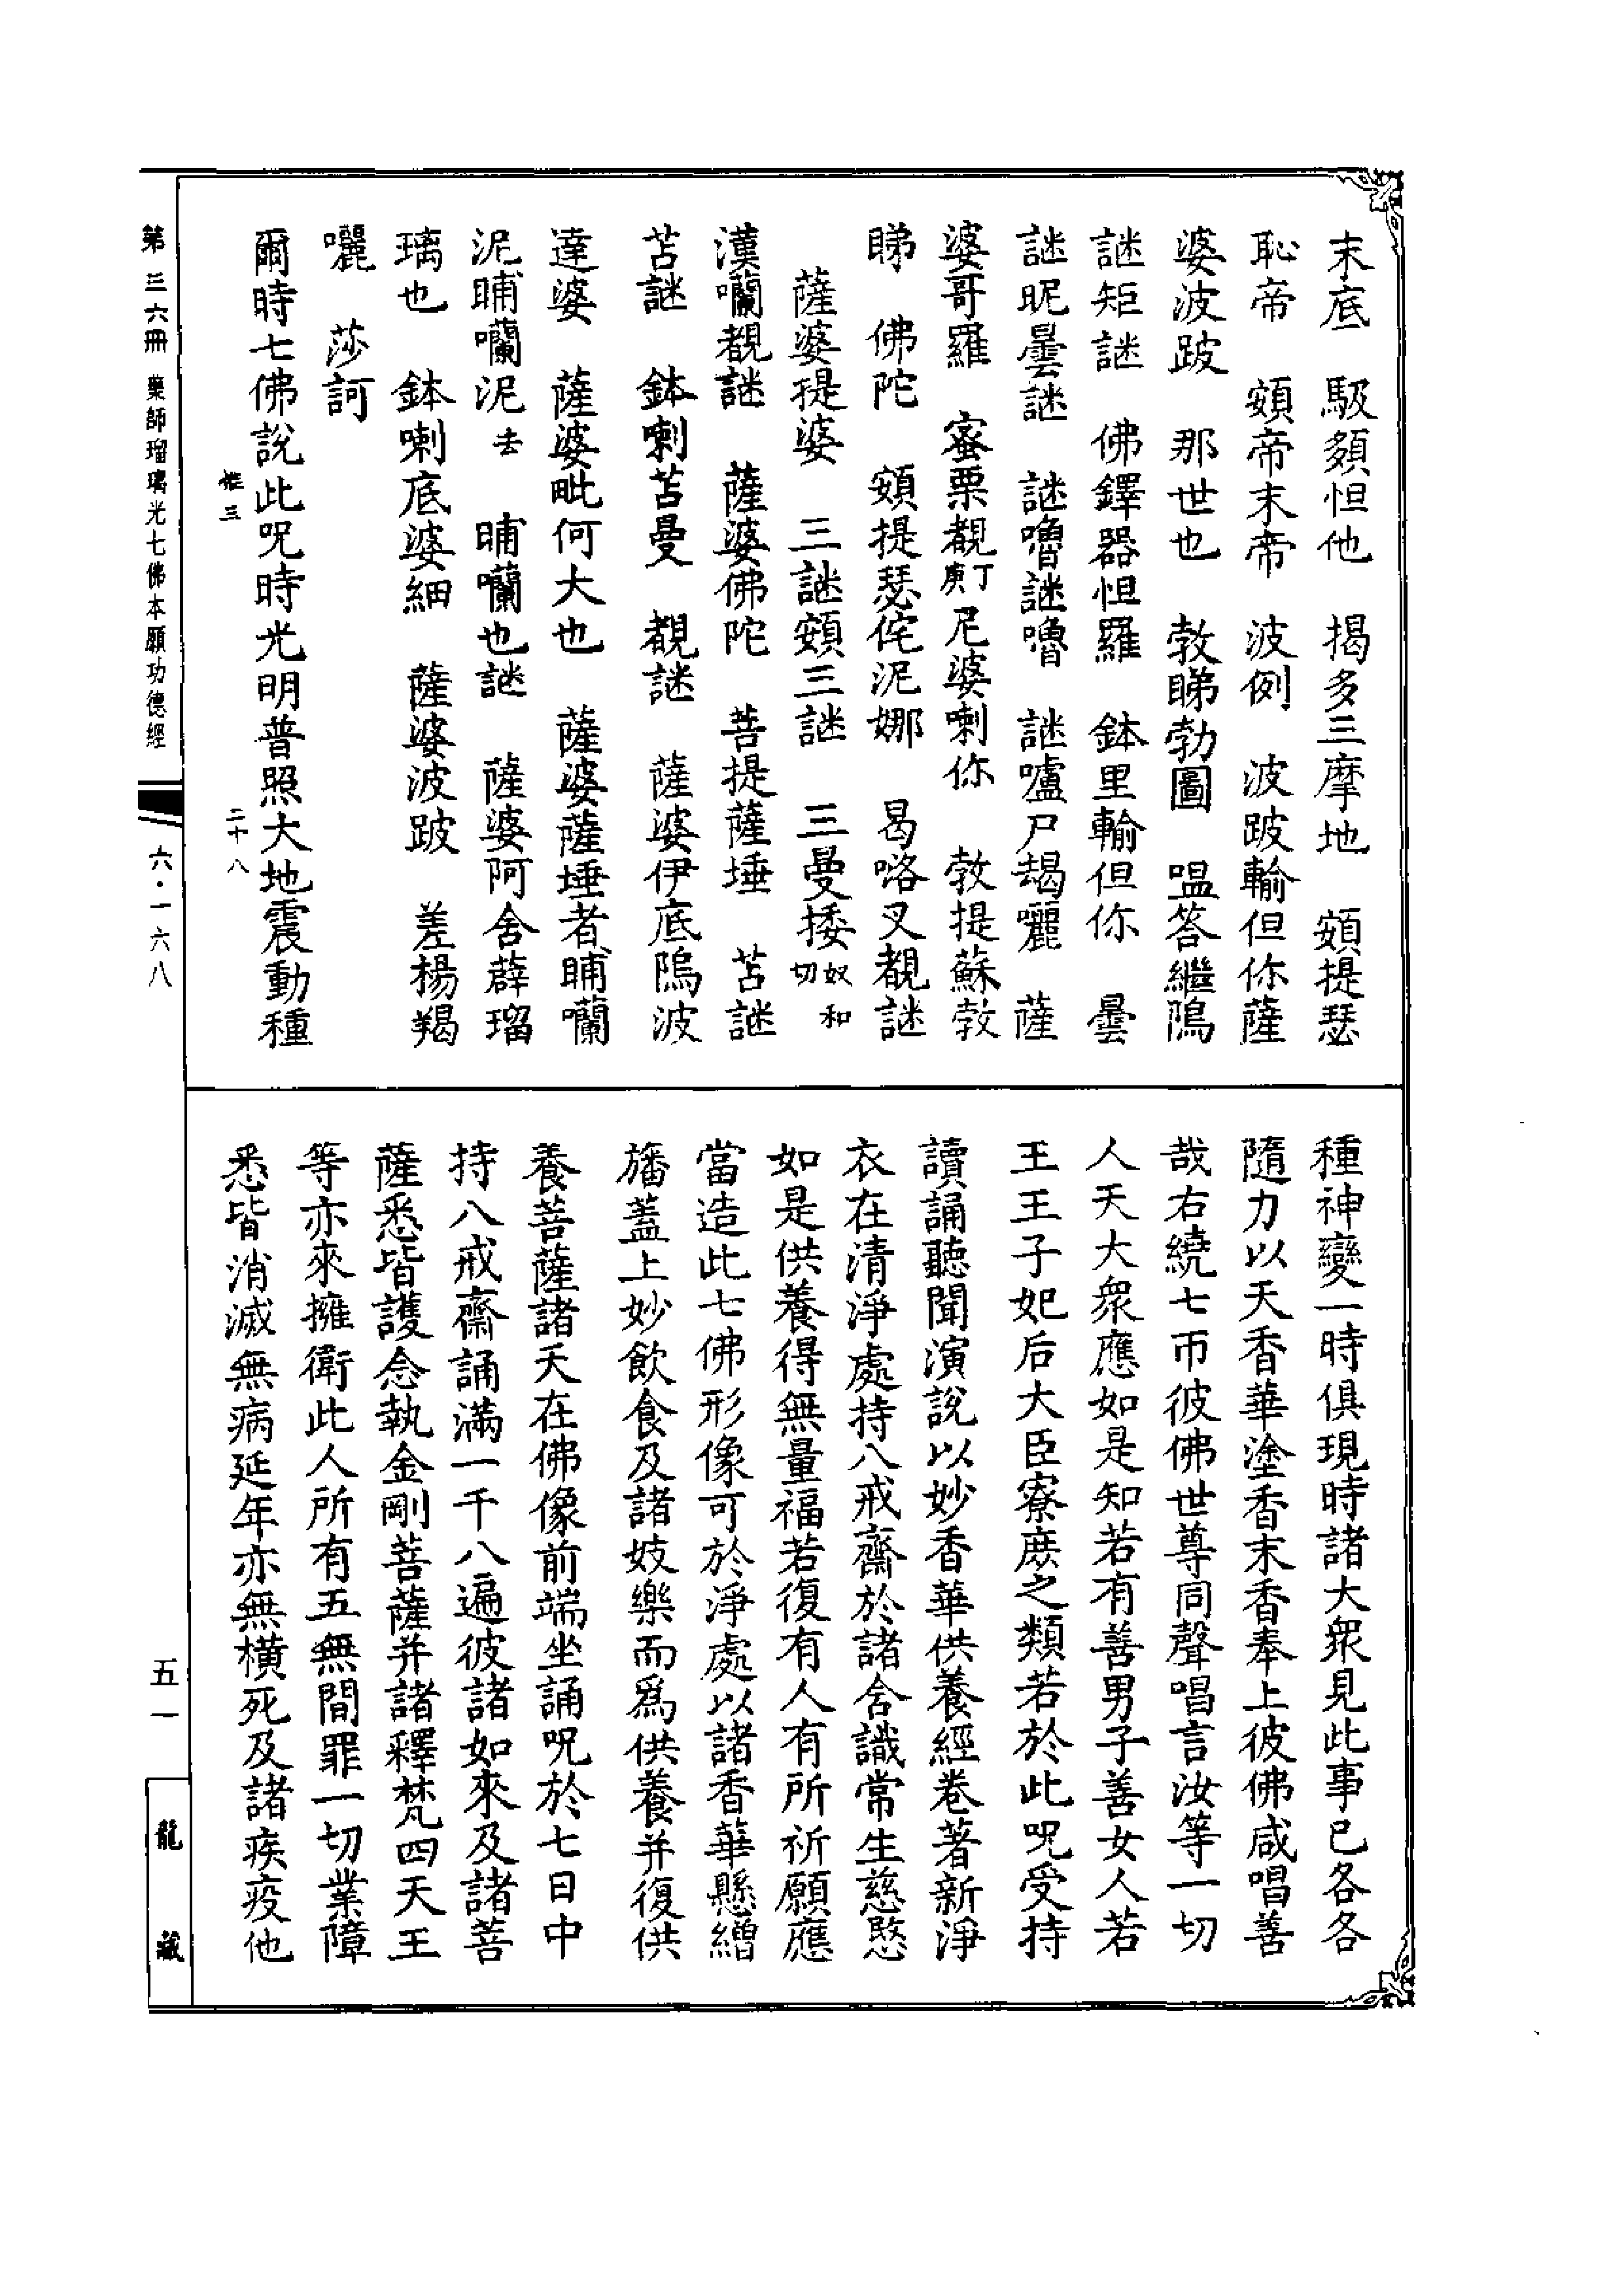 末底　馺頞怛他　揭多三摩地　頞提瑟
恥帝　頞帝末帝　波例　波跛輸但你薩
婆波跛　那世也　敦睇勃圖　嗢答繼隝
謎矩謎　佛鐸器怛羅　鉢里輸但你　曇
謎昵曇謎　謎嚕謎嚕　謎嚧尸朅囇　薩
婆哥羅　蜜栗覩丁庚尼婆喇你　敦提蘇敦
睇　佛陀　頞提瑟侘泥娜　曷咯叉覩謎
薩婆提婆　三謎頞三謎　三曼捼奴和切
漢囒覩謎　薩婆佛陀　菩提薩埵　苫謎
苫謎　鉢喇苫曼　覩謎　薩婆伊底隝波
達婆　薩婆毗何大也　薩婆薩埵者晡囒
泥晡囒泥去　晡囒也謎　薩婆阿舍薜瑠
璃也　鉢喇底婆細　薩婆波跛　差楊羯
囇　莎訶
爾時七佛說此呪時光明普照大地震動種
種神變一時俱現時諸大衆見此事已各各
隨力以天香華塗香末香奉上彼佛咸唱善
哉右繞七帀彼佛世尊同聲唱言汝等一切
人天大衆應如是知若有善男子善女人若
王王子妃后大臣寮庶之類若於此呪受持
讀誦聽聞演說以妙香華供養經卷著新淨
衣在清淨處持八戒齋於諸含識常生慈愍
如是供養得無量福若復有人有所祈願應
當造此七佛形像可於淨處以諸香華懸繒
旛蓋上妙飲食及諸妓樂而爲供養并復供
養菩薩諸天在佛像前端坐誦呪於七日中
持八戒齋誦滿一千八遍彼諸如來及諸菩
薩悉皆護念執金剛菩薩并諸釋梵四天王
等亦來擁衛此人所有五無間罪一切業障
悉皆消滅無病延年亦無橫死及諸疾疫他
惟三　二十八
第三六冊　藥師瑠璃光七佛本願功德經　六·一六八
五一
龍藏